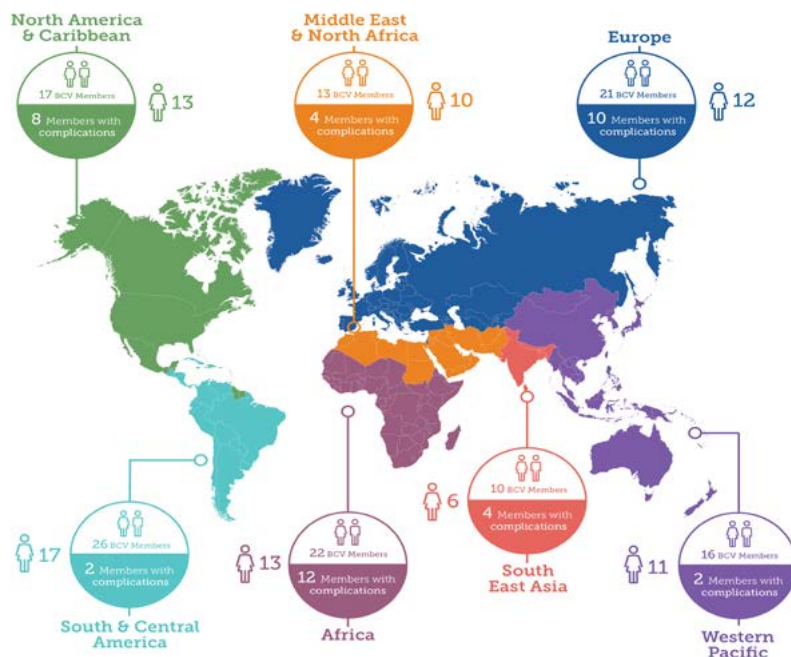 North America
& Caribbean
17 BCV Members
8 Members with
complications
13
Middle East
& North Africa
13 BCV Members
4 Members with
complications
10
Europe
21 BCV Members
10 Members with
complications
12
17
26 BCV Members
2 Members with
complications
South & Central
America
13
22 BCV Members
12 Members with
complications
Africa
6
10 BCV Members
4 Members with
complications
South
East Asia
11
16 BCV Members
2 Members with
complications
Western
Pacific